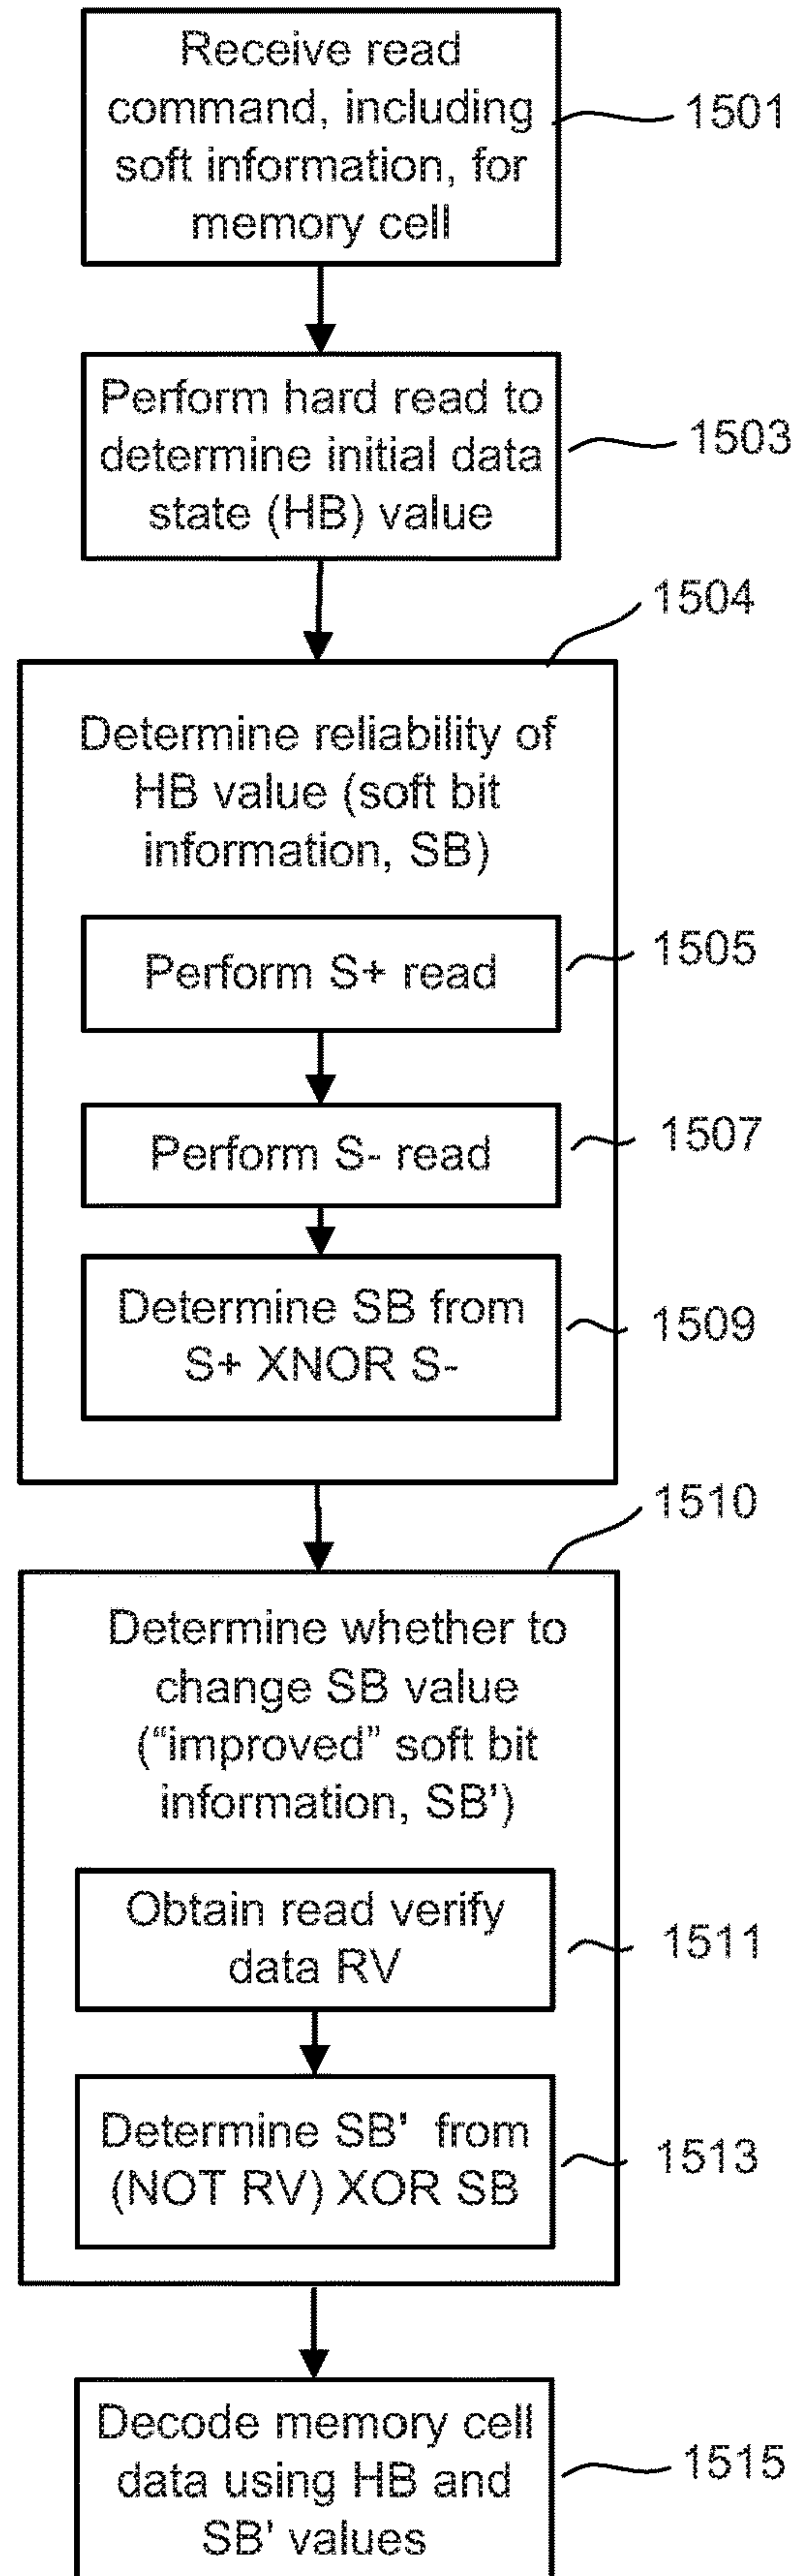 Receive read
command, including
soft information, for
memory cell
1501
Perform hard read to
determine initial data
state (HB) value
1503
1504
Determine reliability of
HB value (soft bit
information, SB)
Perform S+ read
1505
Perform S- read
1507
Determine SB from
S+ XNOR S-
1509
1510
Determine whether to
change SB value
("improved" soft bit
information, SB')
Obtain read verify
data RV
1511
Determine SB' from
(NOT RV) XOR SB
1513
Decode memory cell
data using HB and
SB' values
1515